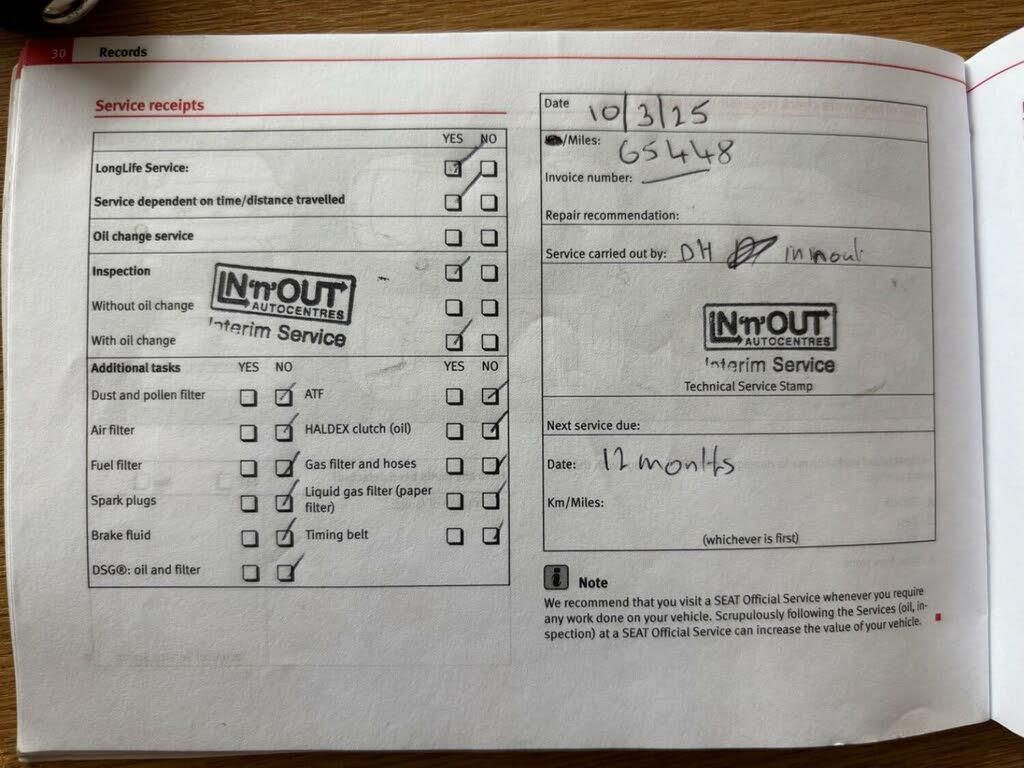 30 Records
Service receipts
YES NO
LongLife Service:
Service dependent on time/distance travelled
Oil change service
Inspection
Without oil change
With oil change
IN'n'OUT
AUTOCENTRES
Interim Service
Additional tasks YES NO YES NO
Dust and pollen filter ATF
Air filter HALDEX clutch (oil)
Fuel filter Gas filter and hoses
Spark plugs Liquid gas filter (paper
filter)
Brake fluid Timing belt
DSG®: oil and filter
Date 10/3/25
/Miles: 65448
Invoice number:
Repair recommendation:
Service carried out by: DH in n out
IN'n'OUT
AUTOCENTRES
Interim Service
Technical Service Stamp
Next service due:
Date: 12 months
Km/Miles:
(whichever is first)
i Note
We recommend that you visit a SEAT Official Service whenever you require
any work done on your vehicle. Scrupulously following the Services (oil, in-
spection) at a SEAT Official Service can increase the value of your vehicle.